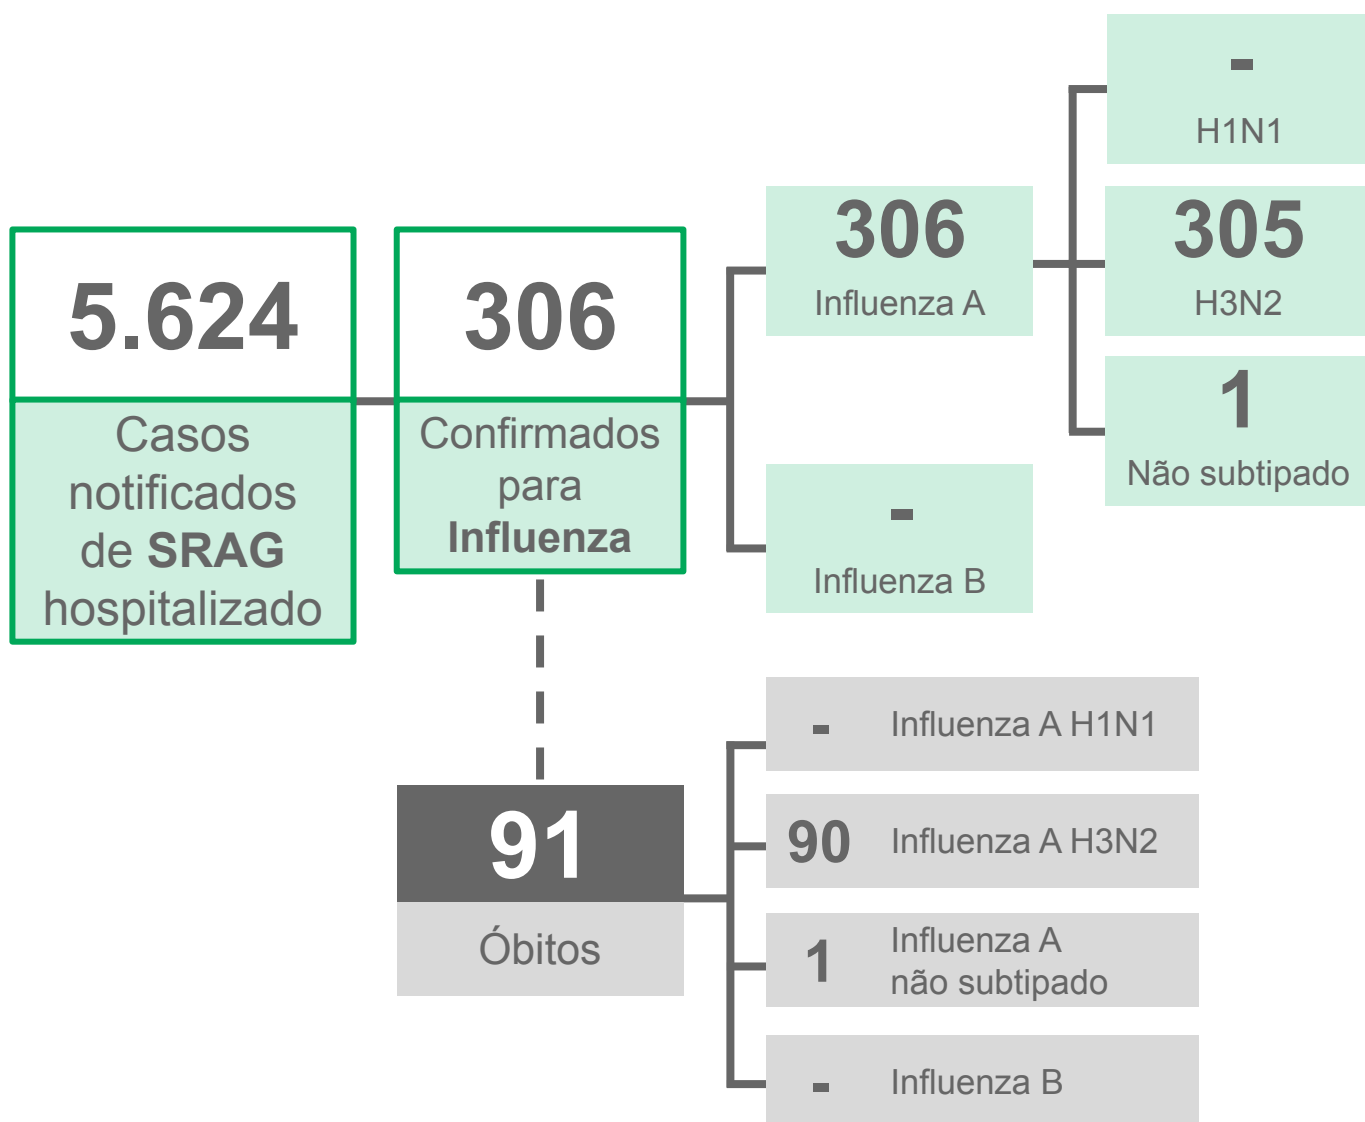 5.624
Casos
notificados
de SRAG
hospitalizado
306
Confirmados
para
Influenza
306
Influenza A
-
Influenza B
-
H1N1
305
H3N2
1
Não subtipado
91
Óbitos
- Influenza A H1N1
90 Influenza A H3N2
1 Influenza A
não subtipado
- Influenza B